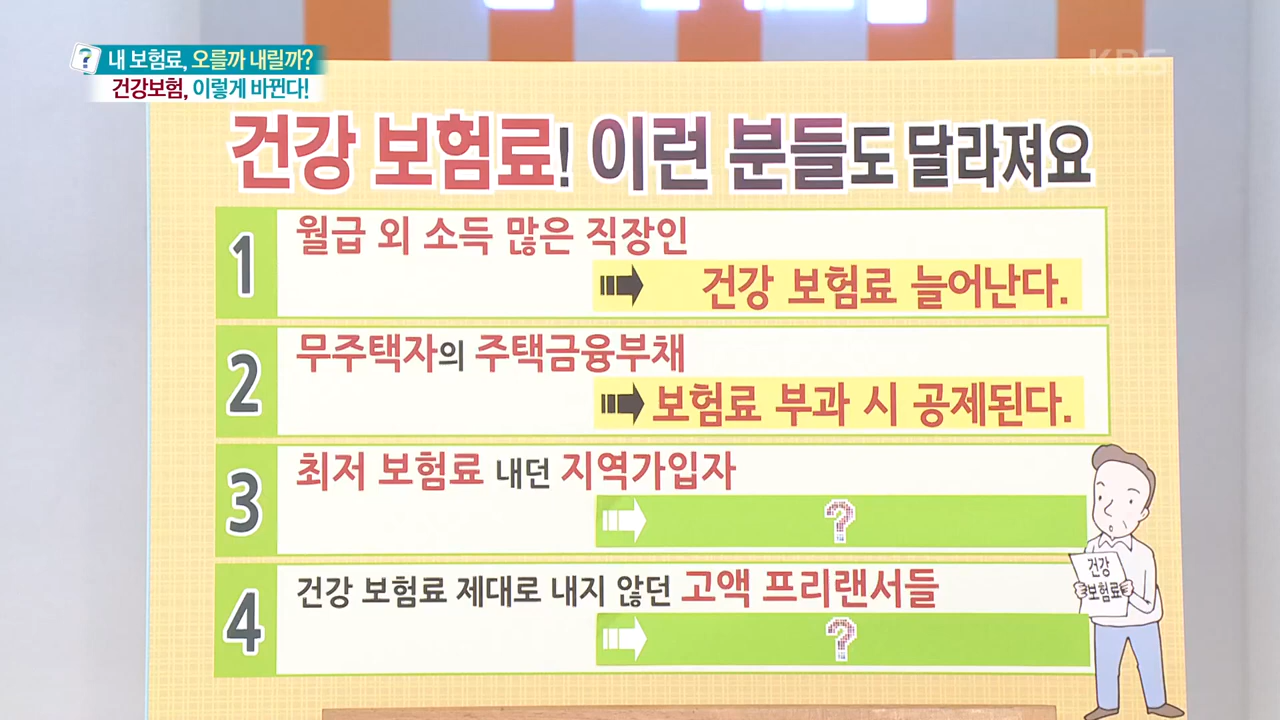 ? 내 보험료, 오를까 내릴까?
건강보험, 이렇게 바뀐다!
KBS
건강 보험료! 이런 분들도 달라져요
1 월급 외 소득 많은 직장인
건강 보험료 늘어난다.
2 무주택자의 주택금융부채
보험료 부과 시 공제된다.
3 최저 보험료 내던 지역가입자
?
4 건강 보험료 제대로 내지 않던 고액 프리랜서들
?
건강
보험료